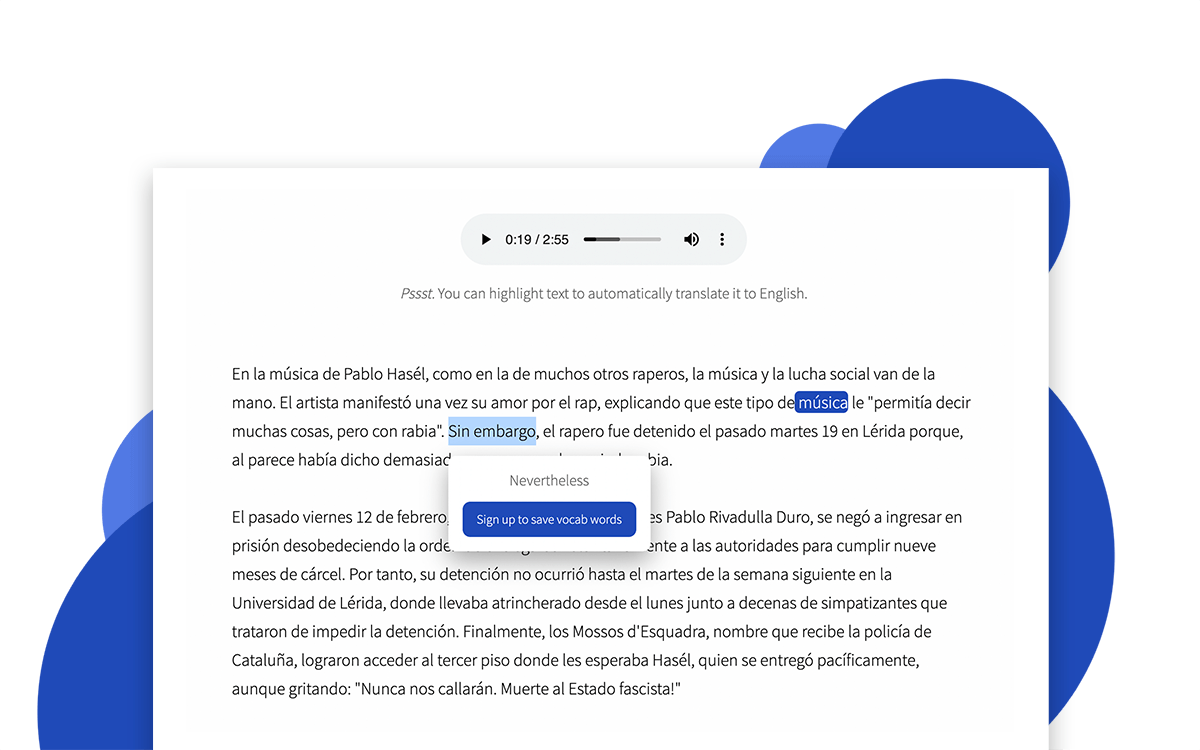 0:19 / 2:55
Pssst. You can highlight text to automatically translate it to English.
En la música de Pablo Hasél, como en la de muchos otros raperos, la música y la lucha social van de la
mano. El artista manifestó una vez su amor por el rap, explicando que este tipo de música le "permitía decir
muchas cosas, pero con rabia". Sin embargo, el rapero fue detenido el pasado martes 19 en Lérida porque,
al parece había dicho
Nevertheless
Sign up to save vocab words
El pasado viernes 12 de febrero, Pablo Rivadulla Duro, se negó a ingresar en
prisión desobedeciendo la a las autoridades para cumplir nueve
meses de cárcel. Por tanto, su detención no ocurrió hasta el martes de la semana siguiente en la
Universidad de Lérida, donde llevaba atrincherado desde el lunes junto a decenas de simpatizantes que
trataron de impedir la detención. Finalmente, los Mossos d'Esquadra, nombre que recibe la policía de
Cataluña, lograron acceder al tercer piso donde les esperaba Hasél, quien se entregó pacíficamente,
aunque gritando: "Nunca nos callarán. Muerte al Estado fascista!"